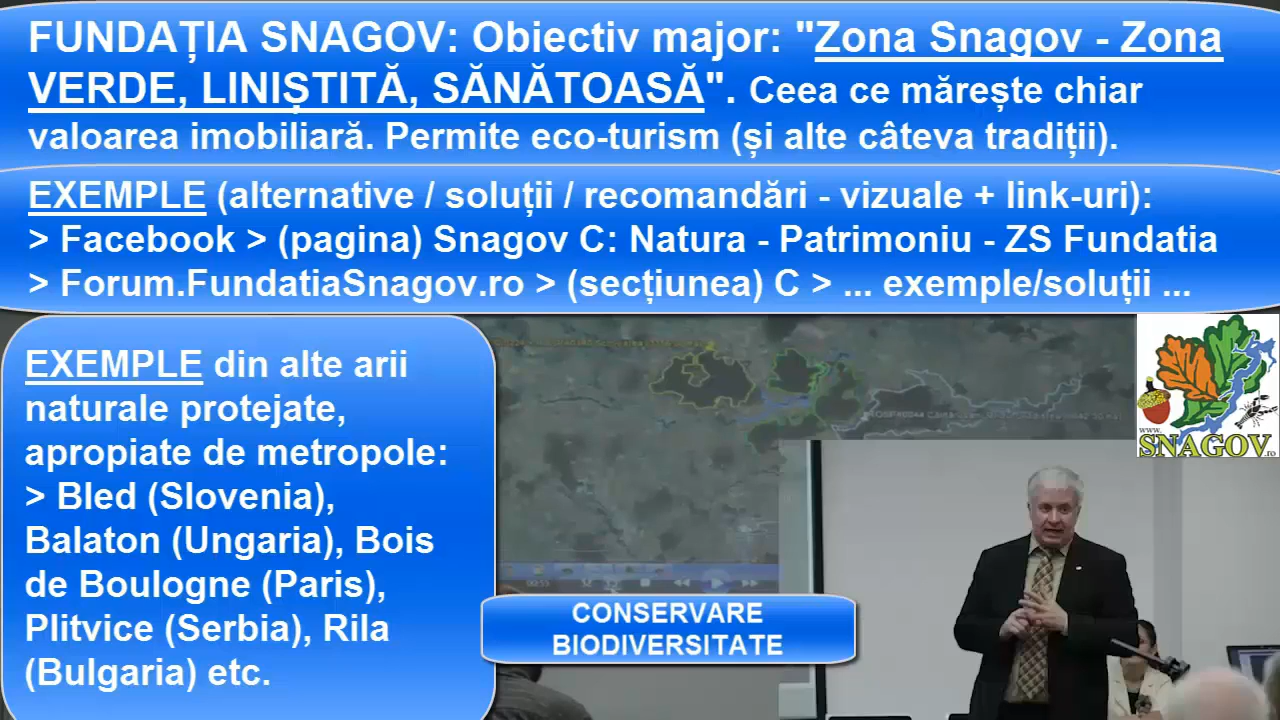 FUNDAȚIA SNAGOV: Obiectiv major: "Zona Snagov - Zona
VERDE, LINIȘTITĂ, SĂNĂTOASĂ". Ceea ce mărește chiar
valoarea imobiliară. Permite eco-turism (și alte câteva tradiții).
EXEMPLE (alternative / soluții / recomandări - vizuale + link-uri):
> Facebook > (pagina) Snagov C: Natura - Patrimoniu - ZS Fundatia
> Forum.FundatiaSnagov.ro > (secțiunea) C > ... exemple/soluții ...
EXEMPLE din alte arii
naturale protejate,
apropiate de metropole:
> Bled (Slovenia),
Balaton (Ungaria), Bois
de Boulogne (Paris),
Plitvice (Serbia), Rila
(Bulgaria) etc.
www.
SNAGOV.ro
00:55
CONSERVARE
BIODIVERSITATE